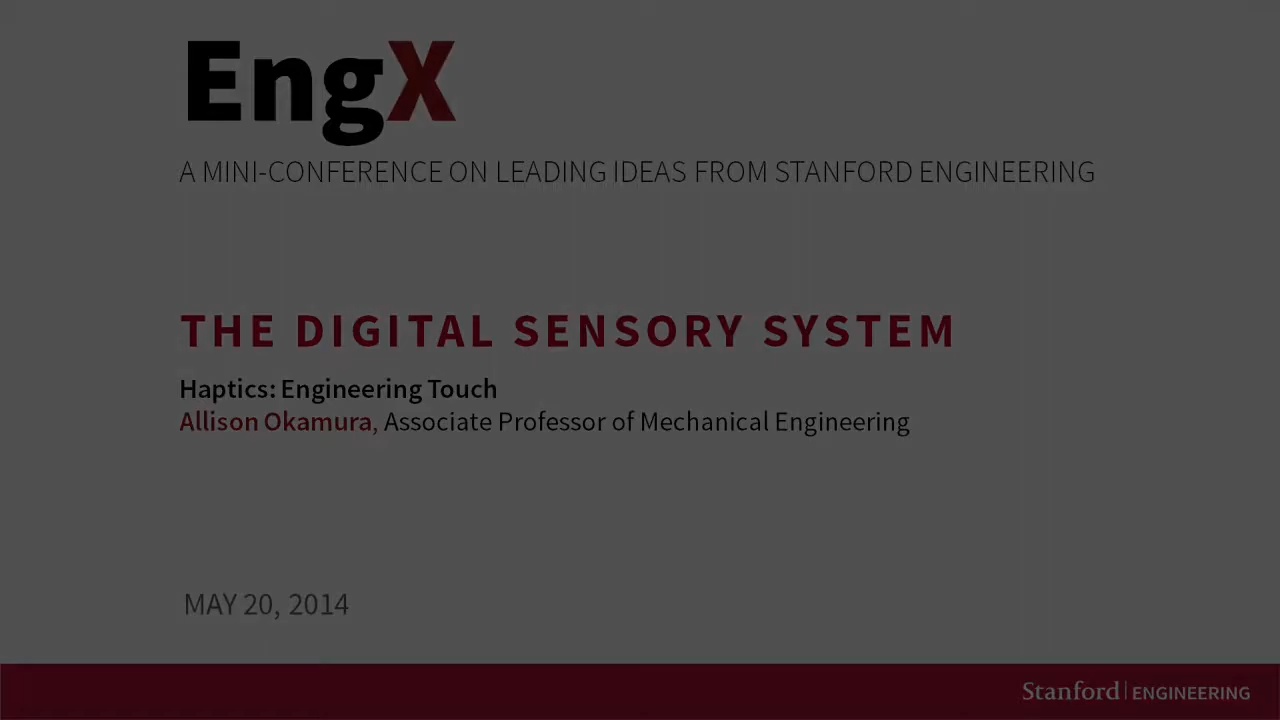 EngX
A MINI-CONFERENCE ON LEADING IDEAS FROM STANFORD ENGINEERING
THE DIGITAL SENSORY SYSTEM
Haptics: Engineering Touch
Allison Okamura, Associate Professor of Mechanical Engineering
MAY 20, 2014
Stanford | ENGINEERING